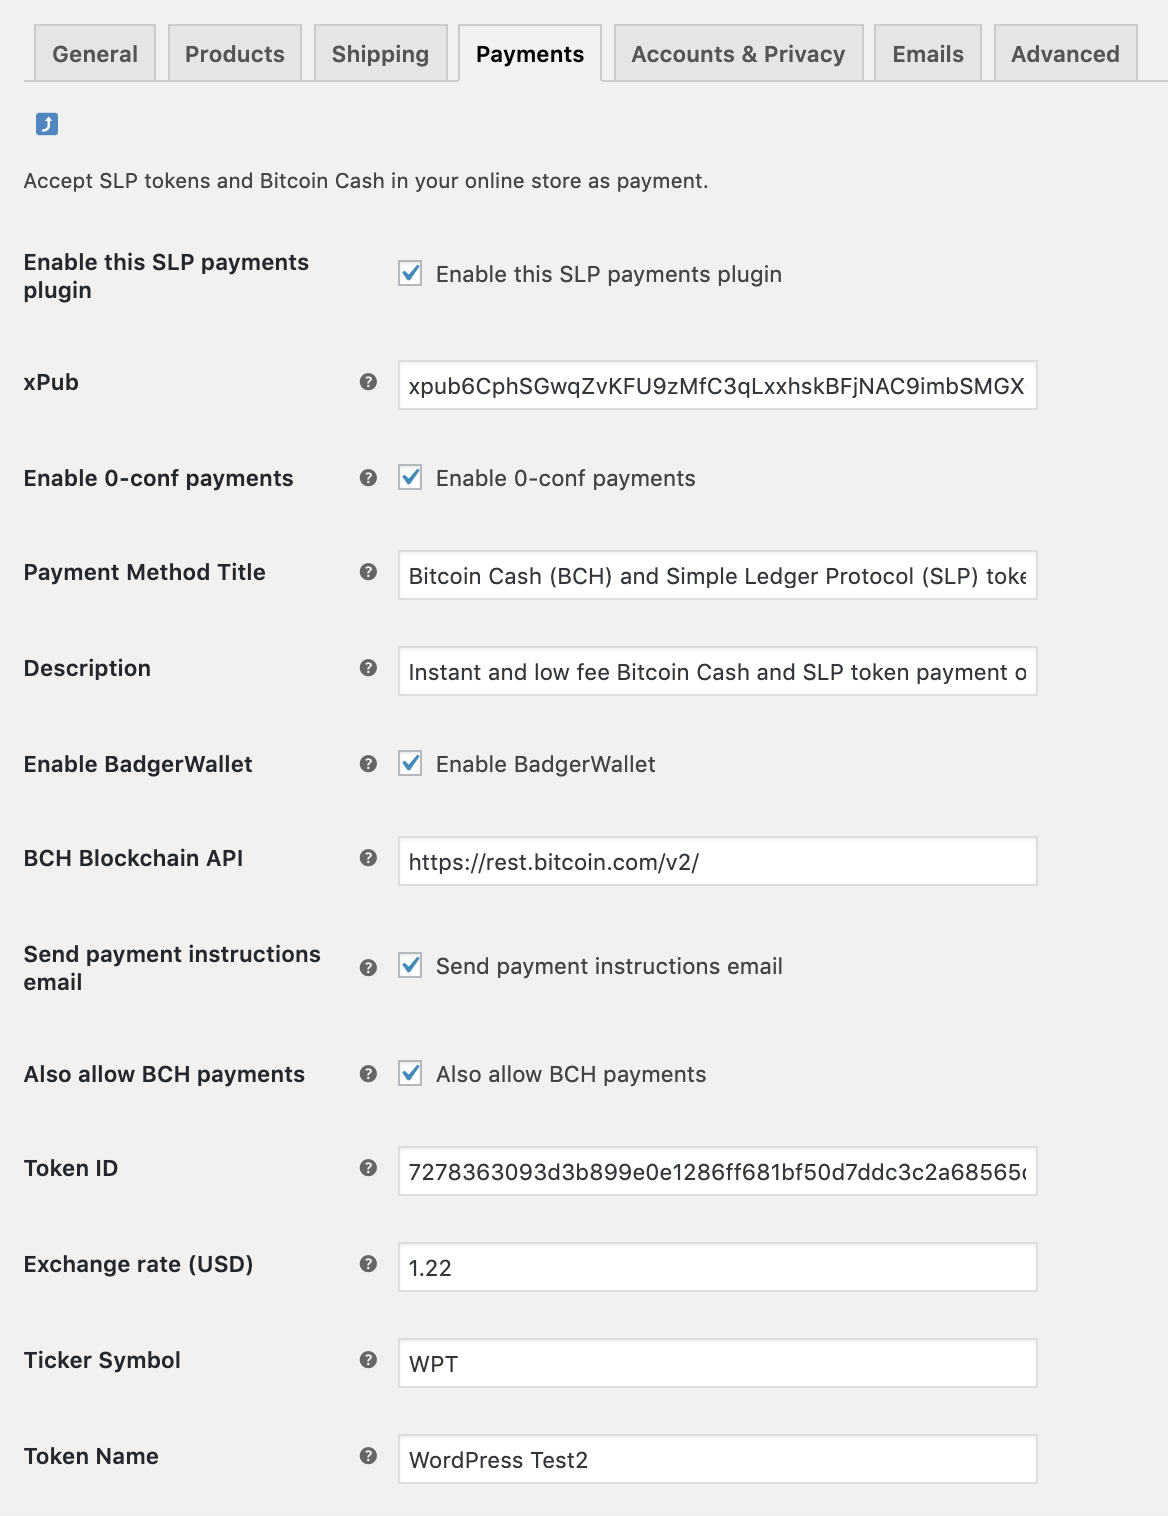 General Products Shipping Payments Accounts & Privacy Emails Advanced
Accept SLP tokens and Bitcoin Cash in your online store as payment.
Enable this SLP payments
plugin
Enable this SLP payments plugin
xPub
xpub6CphSGwqZvKFU9zMfC3qLxxhskBFjNAC9imbSMGX
Enable 0-conf payments
Enable 0-conf payments
Payment Method Title
Bitcoin Cash (BCH) and Simple Ledger Protocol (SLP) toke
Description
Instant and low fee Bitcoin Cash and SLP token payment o
Enable BadgerWallet
Enable BadgerWallet
BCH Blockchain API
https://rest.bitcoin.com/v2/
Send payment instructions
email
Send payment instructions email
Also allow BCH payments
Also allow BCH payments
Token ID
7278363093d3b899e0e1286ff681bf50d7ddc3c2a68565
Exchange rate (USD)
1.22
Ticker Symbol
WPT
Token Name
WordPress Test2